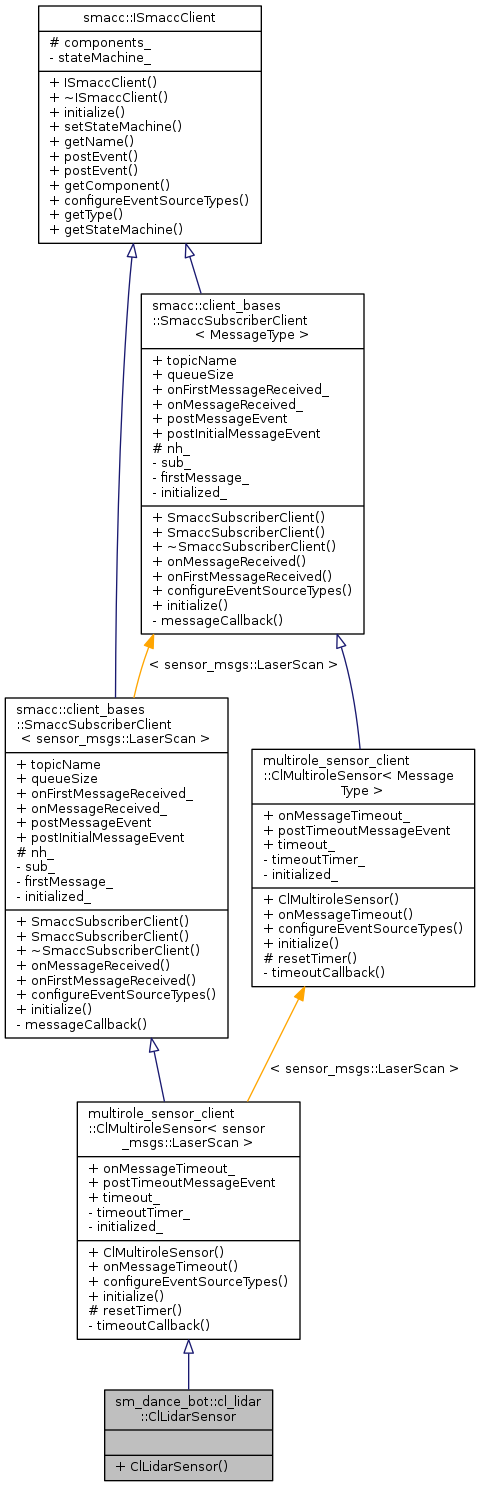 smacc::ISmaccClient
# components_
- stateMachine_
+ ISmaccClient()
+ ~ISmaccClient()
+ initialize()
+ setStateMachine()
+ getName()
+ postEvent()
+ postEvent()
+ getComponent()
+ configureEventSourceTypes()
+ getType()
+ getStateMachine()
smacc::client_bases
::SmaccSubscriberClient
< MessageType >
+ topicName
+ queueSize
+ onFirstMessageReceived_
+ onMessageReceived_
+ postMessageEvent
+ postInitialMessageEvent
# nh_
- sub_
- firstMessage_
- initialized_
+ SmaccSubscriberClient()
+ SmaccSubscriberClient()
+ ~SmaccSubscriberClient()
+ onMessageReceived()
+ onFirstMessageReceived()
+ configureEventSourceTypes()
+ initialize()
- messageCallback()
< sensor_msgs::LaserScan >
smacc::client_bases
::SmaccSubscriberClient
< sensor_msgs::LaserScan >
+ topicName
+ queueSize
+ onFirstMessageReceived_
+ onMessageReceived_
+ postMessageEvent
+ postInitialMessageEvent
# nh_
- sub_
- firstMessage_
- initialized_
+ SmaccSubscriberClient()
+ SmaccSubscriberClient()
+ ~SmaccSubscriberClient()
+ onMessageReceived()
+ onFirstMessageReceived()
+ configureEventSourceTypes()
+ initialize()
- messageCallback()
multirole_sensor_client
::ClMultiroleSensor< Message
Type >
+ onMessageTimeout_
+ postTimeoutMessageEvent
+ timeout_
- timeoutTimer_
- initialized_
+ ClMultiroleSensor()
+ onMessageTimeout()
+ configureEventSourceTypes()
+ initialize()
# resetTimer()
- timeoutCallback()
< sensor_msgs::LaserScan >
multirole_sensor_client
::ClMultiroleSensor< sensor
_msgs::LaserScan >
+ onMessageTimeout_
+ postTimeoutMessageEvent
+ timeout_
- timeoutTimer_
- initialized_
+ ClMultiroleSensor()
+ onMessageTimeout()
+ configureEventSourceTypes()
+ initialize()
# resetTimer()
- timeoutCallback()
sm_dance_bot::cl_lidar
::ClLidarSensor
+ ClLidarSensor()